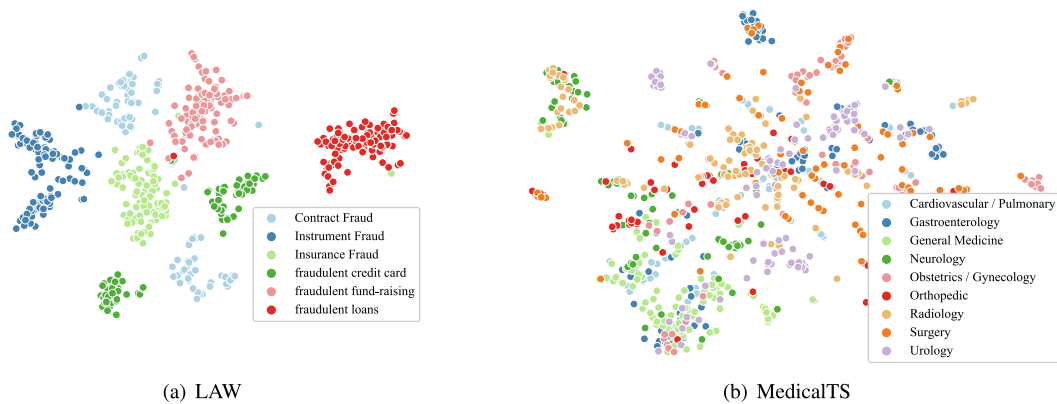 Contract Fraud
Instrument Fraud
Insurance Fraud
fraudulent credit card
fraudulent fund-raising
fraudulent loans
(a) LAW
Cardiovascular / Pulmonary
Gastroenterology
General Medicine
Neurology
Obstetrics / Gynecology
Orthopedic
Radiology
Surgery
Urology
(b) MedicalTS